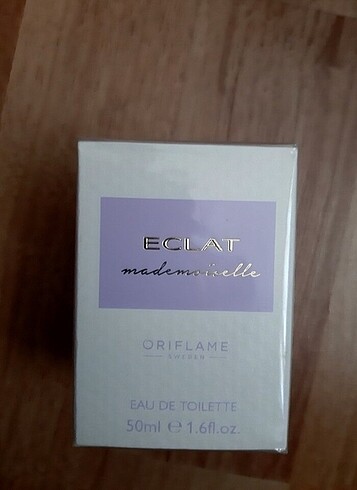 ECLAT
mademoiselle
ORIFLAME
SWEDEN
EAU DE TOILETTE
50ml ℮ 1.6fl.oz.